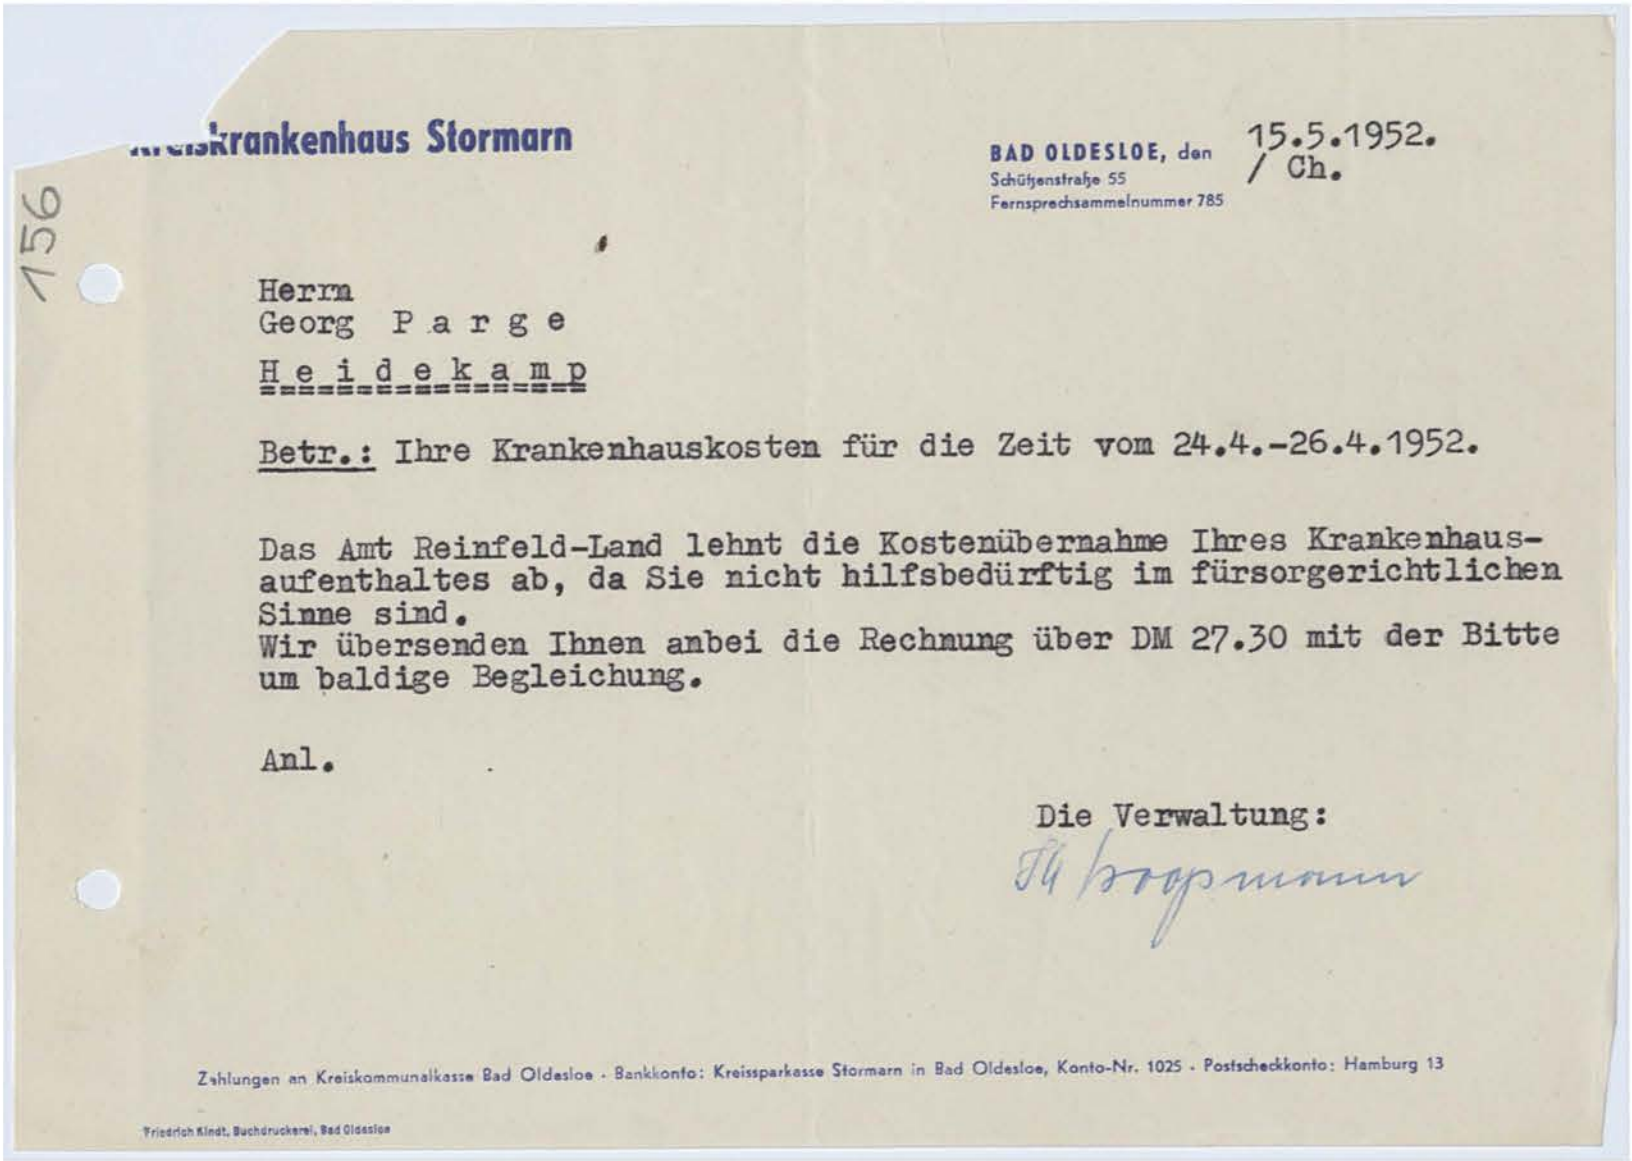 Kreiskrankenhaus Stormarn
BAD OLDESLOE, den 15.5.1952.
Schützenstraße 55 / Ch.
Fernsprechsammelnummer 785
156
Herrn
Georg P a r g e
H e i d e k a m p
Betr.: Ihre Krankenhauskosten für die Zeit vom 24.4.-26.4.1952.
Das Amt Reinfeld-Land lehnt die Kostenübernahme Ihres Krankenhaus-
aufenthaltes ab, da Sie nicht hilfsbedürftig im fürsorgerichtlichen
Sinne sind.
Wir übersenden Ihnen anbei die Rechnung über DM 27.30 mit der Bitte
um baldige Begleichung.
Anl.
Die Verwaltung:
Koopmann
Zahlungen an Kreiskommunalkasse Bad Oldesloe - Bankkonto: Kreissparkasse Stormarn in Bad Oldesloe, Konto-Nr. 1025 - Postscheckkonto: Hamburg 13
Friedrich Kindt, Buchdruckerei, Bad Oldesloe